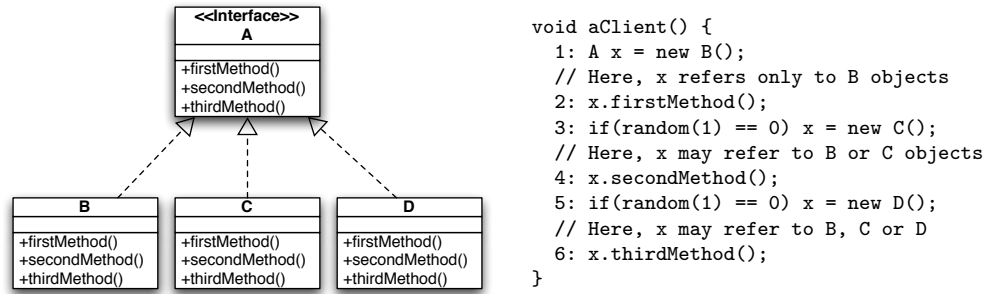 <<Interface>>
A
+firstMethod()
+secondMethod()
+thirdMethod()
B
+firstMethod()
+secondMethod()
+thirdMethod()
C
+firstMethod()
+secondMethod()
+thirdMethod()
D
+firstMethod()
+secondMethod()
+thirdMethod()
void aClient() {
1: A x = new B();
// Here, x refers only to B objects
2: x.firstMethod();
3: if(random(1) == 0) x = new C();
// Here, x may refer to B or C objects
4: x.secondMethod();
5: if(random(1) == 0) x = new D();
// Here, x may refer to B, C or D
6: x.thirdMethod();
}